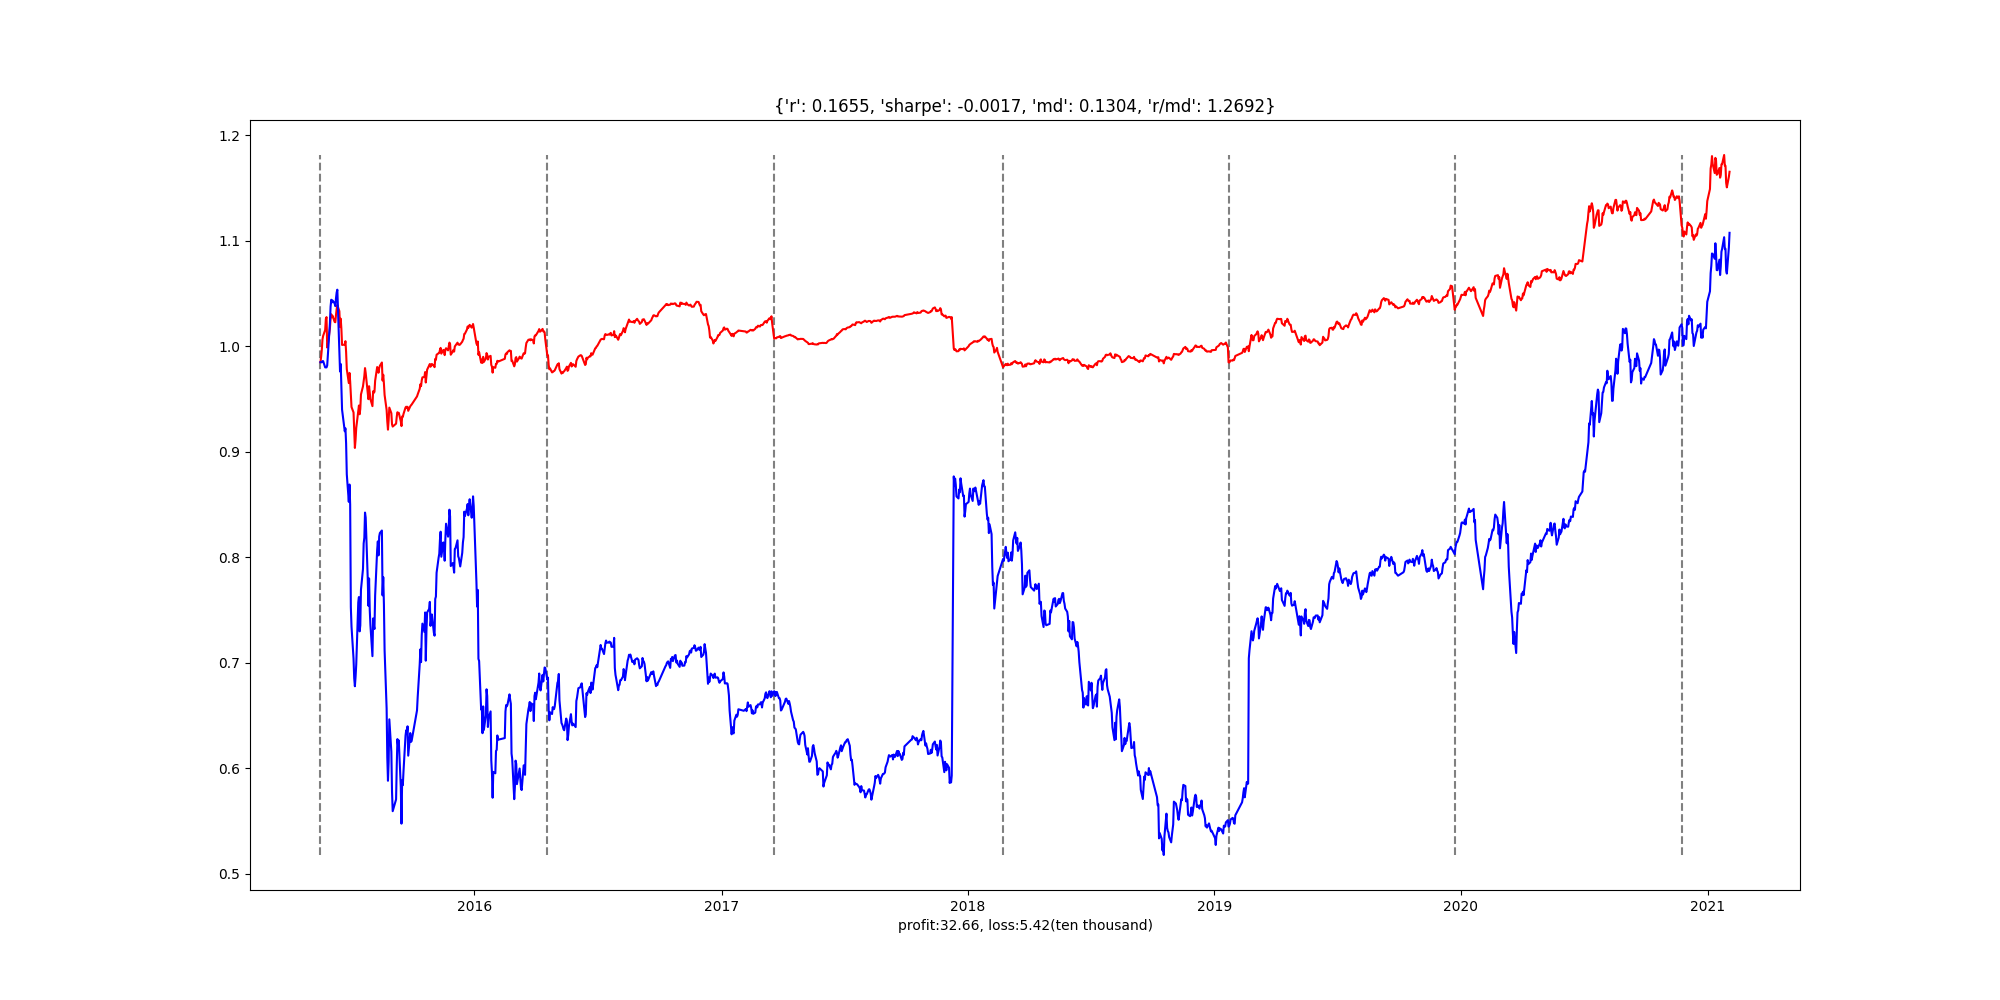 {'r': 0.1655, 'sharpe': -0.0017, 'md': 0.1304, 'r/md': 1.2692}
1.2
1.1
1.0
0.9
0.8
0.7
0.6
0.5
2016 2017 2018 2019 2020 2021
profit:32.66, loss:5.42(ten thousand)